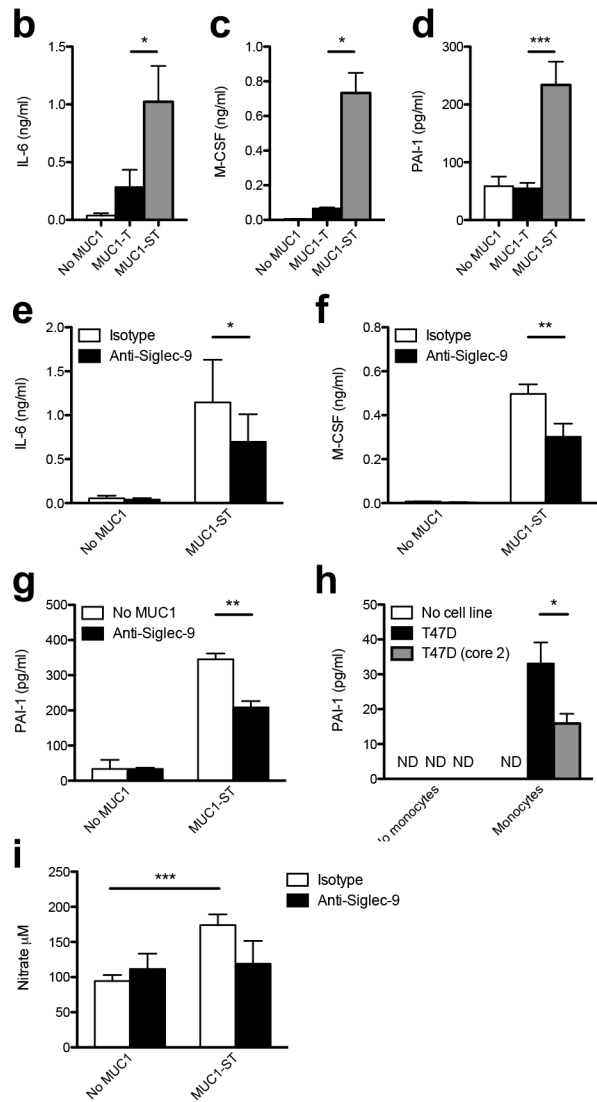 b
*
1.5
1.0
0.5
0.0
IL-6 (ng/ml)
No MUC1
MUC1-T
MUC1-ST
c
*
1.0
0.8
0.6
0.4
0.2
0.0
M-CSF (ng/ml)
No MUC1
MUC1-T
MUC1-ST
d
***
300
200
100
0
PAI-1 (pg/ml)
No MUC1
MUC1-T
MUC1-ST
e
Isotype
Anti-Siglec-9
*
2.0
1.5
1.0
0.5
0.0
IL-6 (ng/ml)
No MUC1
MUC1-ST
f
Isotype
Anti-Siglec-9
**
0.8
0.6
0.4
0.2
0.0
M-CSF (ng/ml)
No MUC1
MUC1-ST
g
No MUC1
Anti-Siglec-9
**
500
400
300
200
100
0
PAI-1 (pg/ml)
No MUC1
MUC1-ST
h
No cell line
T47D
T47D (core 2)
*
50
40
30
20
10
0
PAI-1 (pg/ml)
ND ND ND ND
monocytes
Monocytes
i
Isotype
Anti-Siglec-9
***
250
200
150
100
50
0
Nitrate μM
No MUC1
MUC1-ST